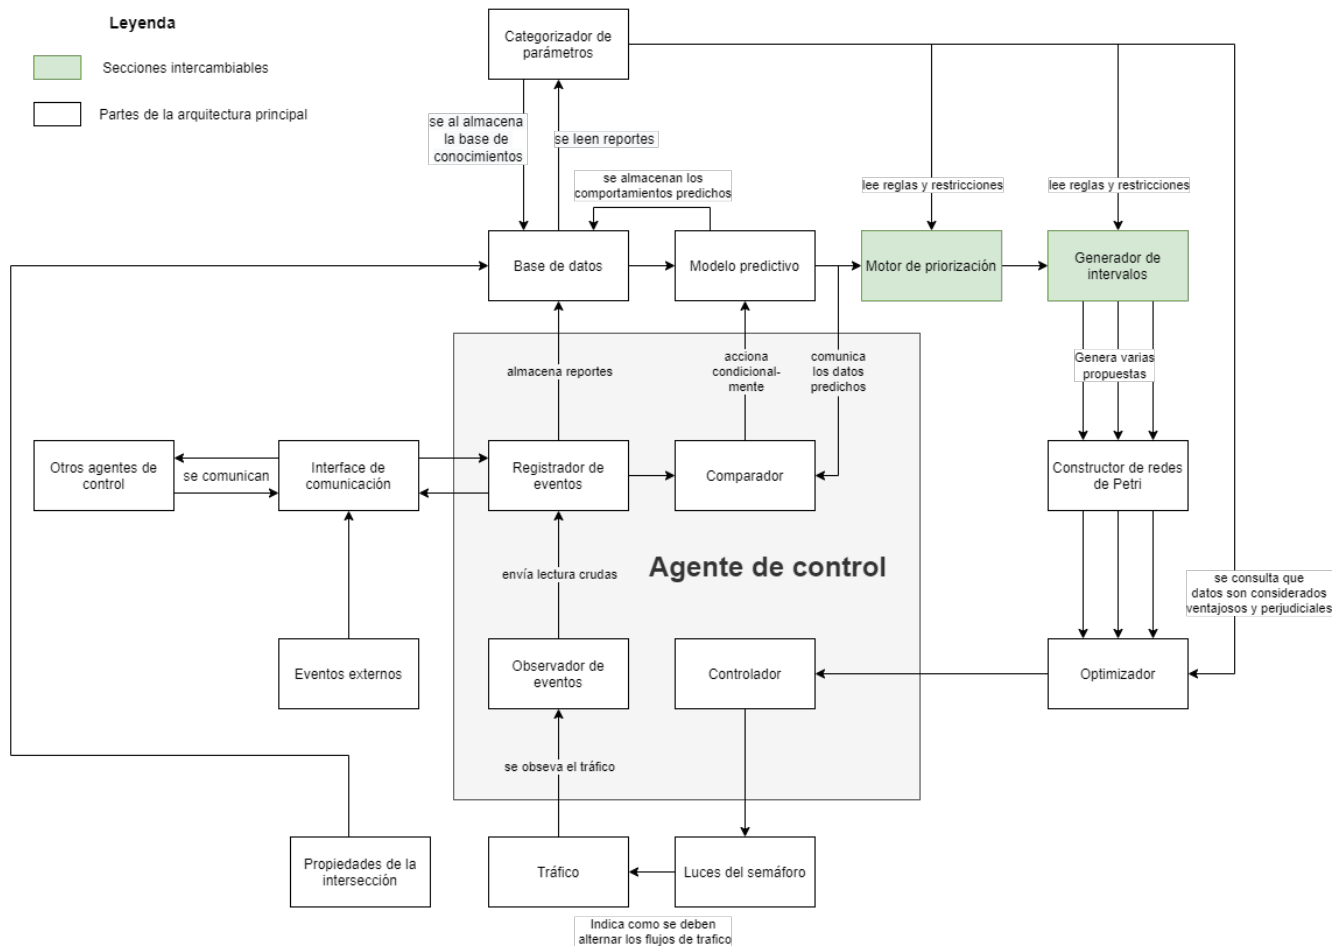 Leyenda
Secciones intercambiables
Partes de la arquitectura principal
Categorizador de
parámetros
se al almacena
la base de
conocimientos
se leen reportes
se almacenan los
comportamientos predichos
lee reglas y restricciones
lee reglas y restricciones
Base de datos
Modelo predictivo
Motor de priorización
Generador de
intervalos
almacena reportes
acciona
condicional-
mente
comunica
los datos
predichos
Genera varias
propuestas
Otros agentes de
control
se comunican
Interface de
comunicación
Registrador de
eventos
Comparador
Constructor de redes
de Petri
envía lectura crudas
Agente de control
se consulta que
datos son considerados
ventajosos y perjudiciales
Eventos externos
Observador de
eventos
Controlador
Optimizador
se obseva el tráfico
Propiedades de la
intersección
Tráfico
Luces del semáforo
Indica como se deben
alternar los flujos de trafico